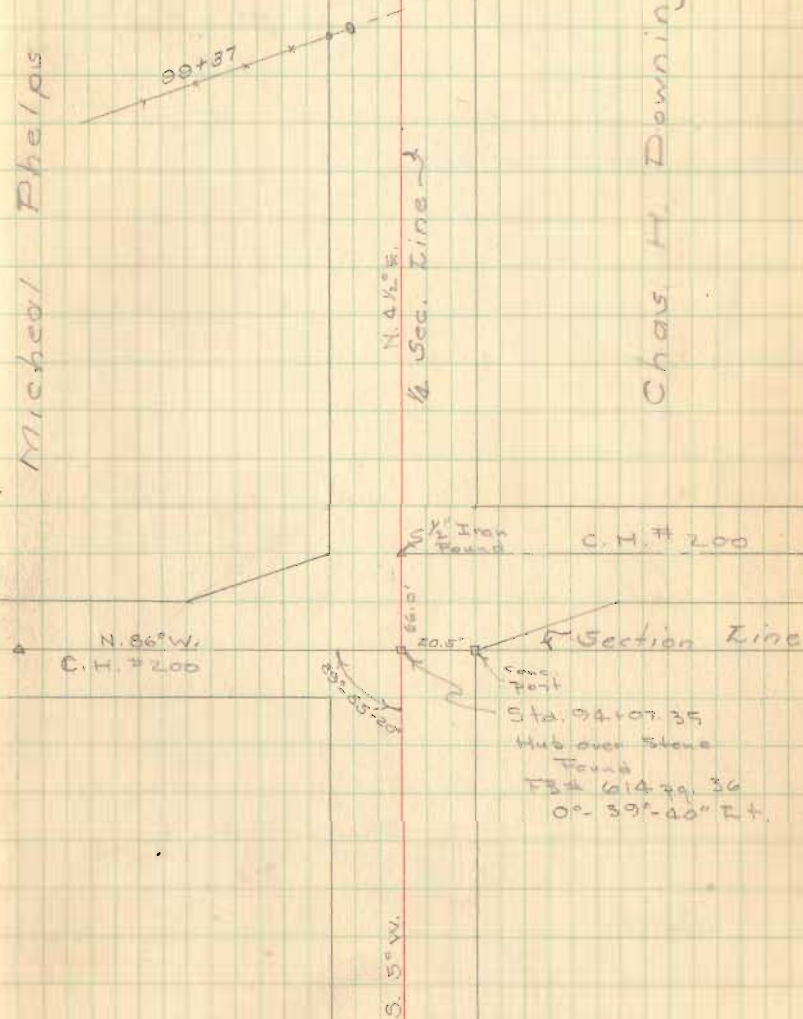 99+37
Micheal Phelps
Chas. H. Downing
N. 4½° E.
¼ Sec. Line
½" Iron
Found
C. H. # 200
66.0'
N. 86° W.
C. H. # 200
20.5'
Section Line
Conc.
Post
89°-55'-20"
Sta. 94+07.35
Hub over Stone
Found
FB# 614 pg. 36
0°- 39'-40" Lt.
S. 5° W.